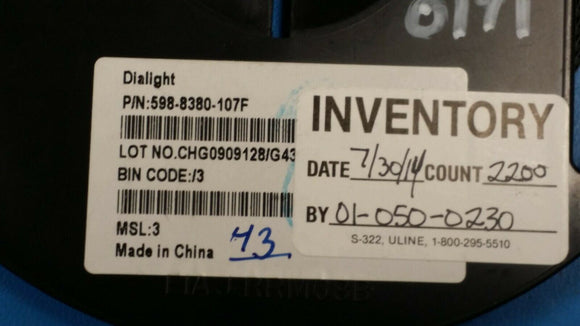 0171
Dialight
P/N:598-8380-107F
LOT NO.CHG0909128/G43
BIN CODE:/3
MSL:3
Made in China 43
INVENTORY
DATE 7/30/14 COUNT 2200
BY 01-050-0230
S-322, ULINE, 1-800-295-5510